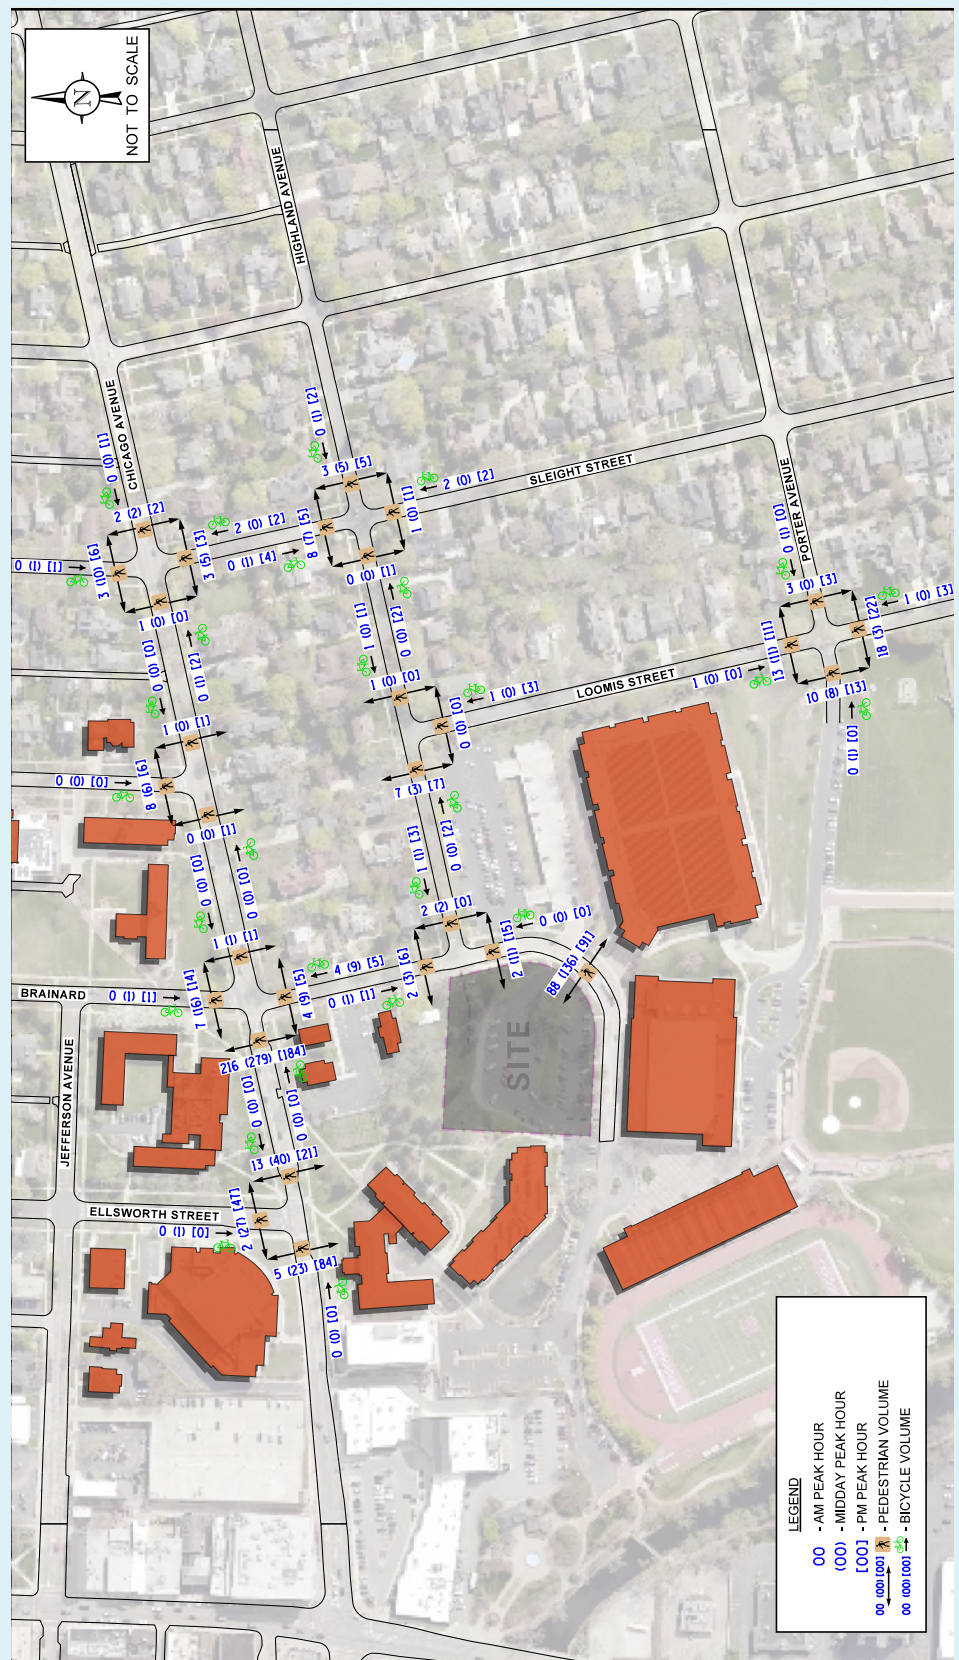 N
NOT TO SCALE
HIGHLAND AVENUE
CHICAGO AVENUE
0 (0) [1]
0 (1) [2]
2 (2) [2]
3 (5) [5]
2 (0) [2]
SLEIGHT STREET
PORTER AVENUE
0 (1) [1]
3 (10) [6]
3 (5) [3]
2 (0) [2]
0 (1) [4]
8 (7) [5]
1 (0) [1]
0 (0) [1]
0 (1) [0]
1 (0) [0]
0 (0) [0]
0 (1) [2]
1 (0) [1]
0 (0) [2]
3 (0) [3]
1 (0) [3]
18 (3) [22]
13 (1) [11]
1 (0) [0]
10 (8) [13]
0 (1) [0]
1 (0) [0]
1 (0) [3]
LOOMIS STREET
0 (0) [0]
1 (0) [1]
0 (0) [0]
8 (6) [6]
0 (0) [1]
7 (3) [7]
1 (1) [3]
0 (0) [2]
0 (0) [0]
0 (0) [0]
2 (2) [0]
0 (0) [0]
1 (1) [1]
BRAINARD
0 (1) [1]
7 (16) [14]
4 (9) [5]
4 (9) [5]
0 (1) [1]
2 (3) [6]
2 (11) [15]
88 (136) [91]
216 (279) [184]
SITE
JEFFERSON AVENUE
0 (0) [0]
0 (0) [0]
13 (40) [21]
ELLSWORTH STREET
0 (1) [0]
2 (27) [47]
5 (23) [84]
0 (0) [0]
LEGEND
00 - AM PEAK HOUR
(00) - MIDDAY PEAK HOUR
[00] - PM PEAK HOUR
00 (00) [00] - PEDESTRIAN VOLUME
00 (00) [00] - BICYCLE VOLUME